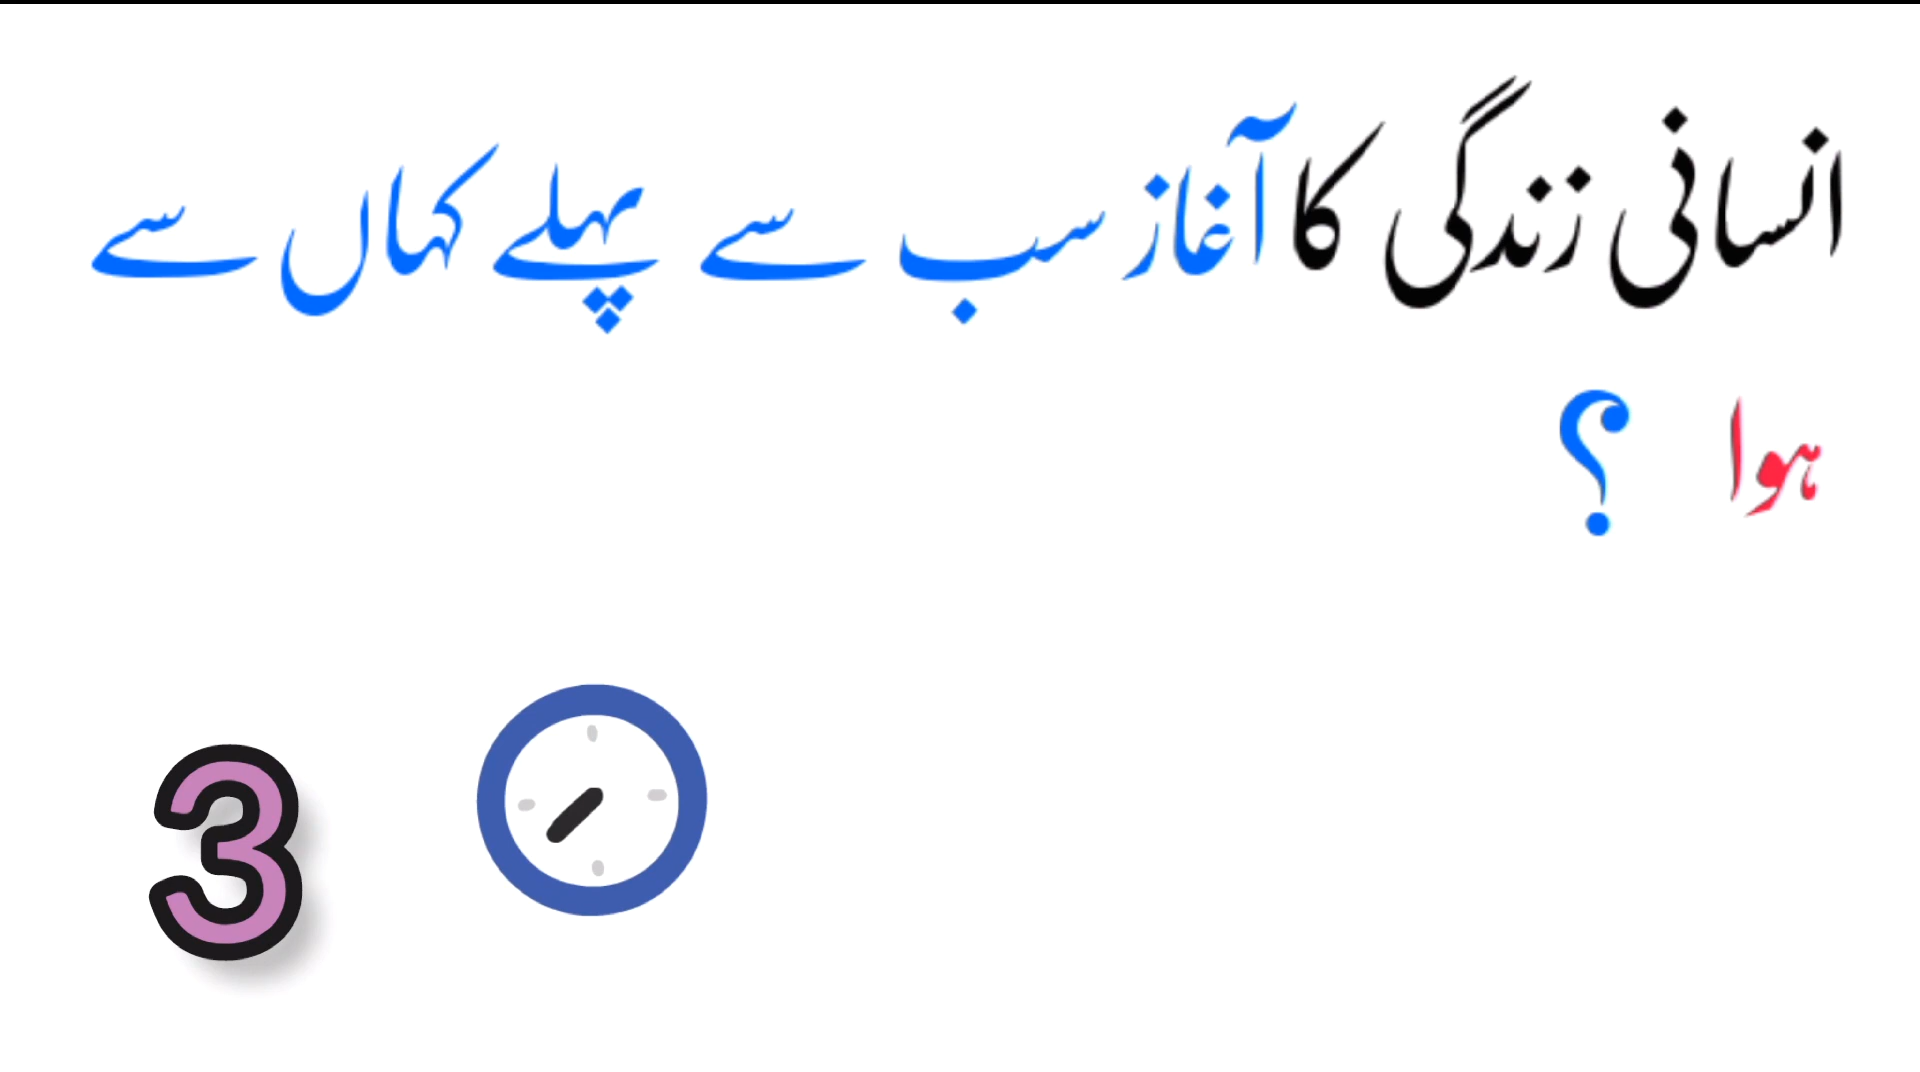 انسانی زندگی کا آغاز سب سے پہلے کہاں سے
ہوا ؟
3